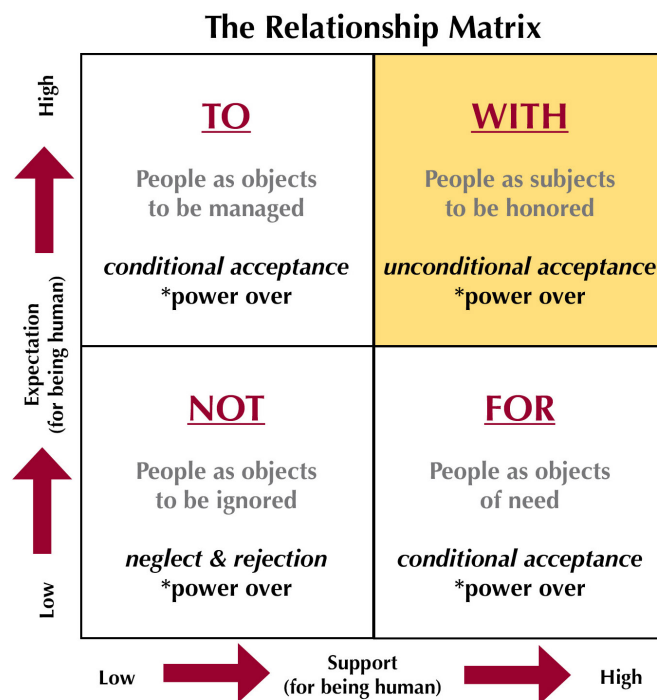 The Relationship Matrix
High
Expectation
(for being human)
Low
TO
People as objects
to be managed
conditional acceptance
*power over
WITH
People as subjects
to be honored
unconditional acceptance
*power over
NOT
People as objects
to be ignored
neglect & rejection
*power over
FOR
People as objects
of need
conditional acceptance
*power over
Low
Support
(for being human)
High